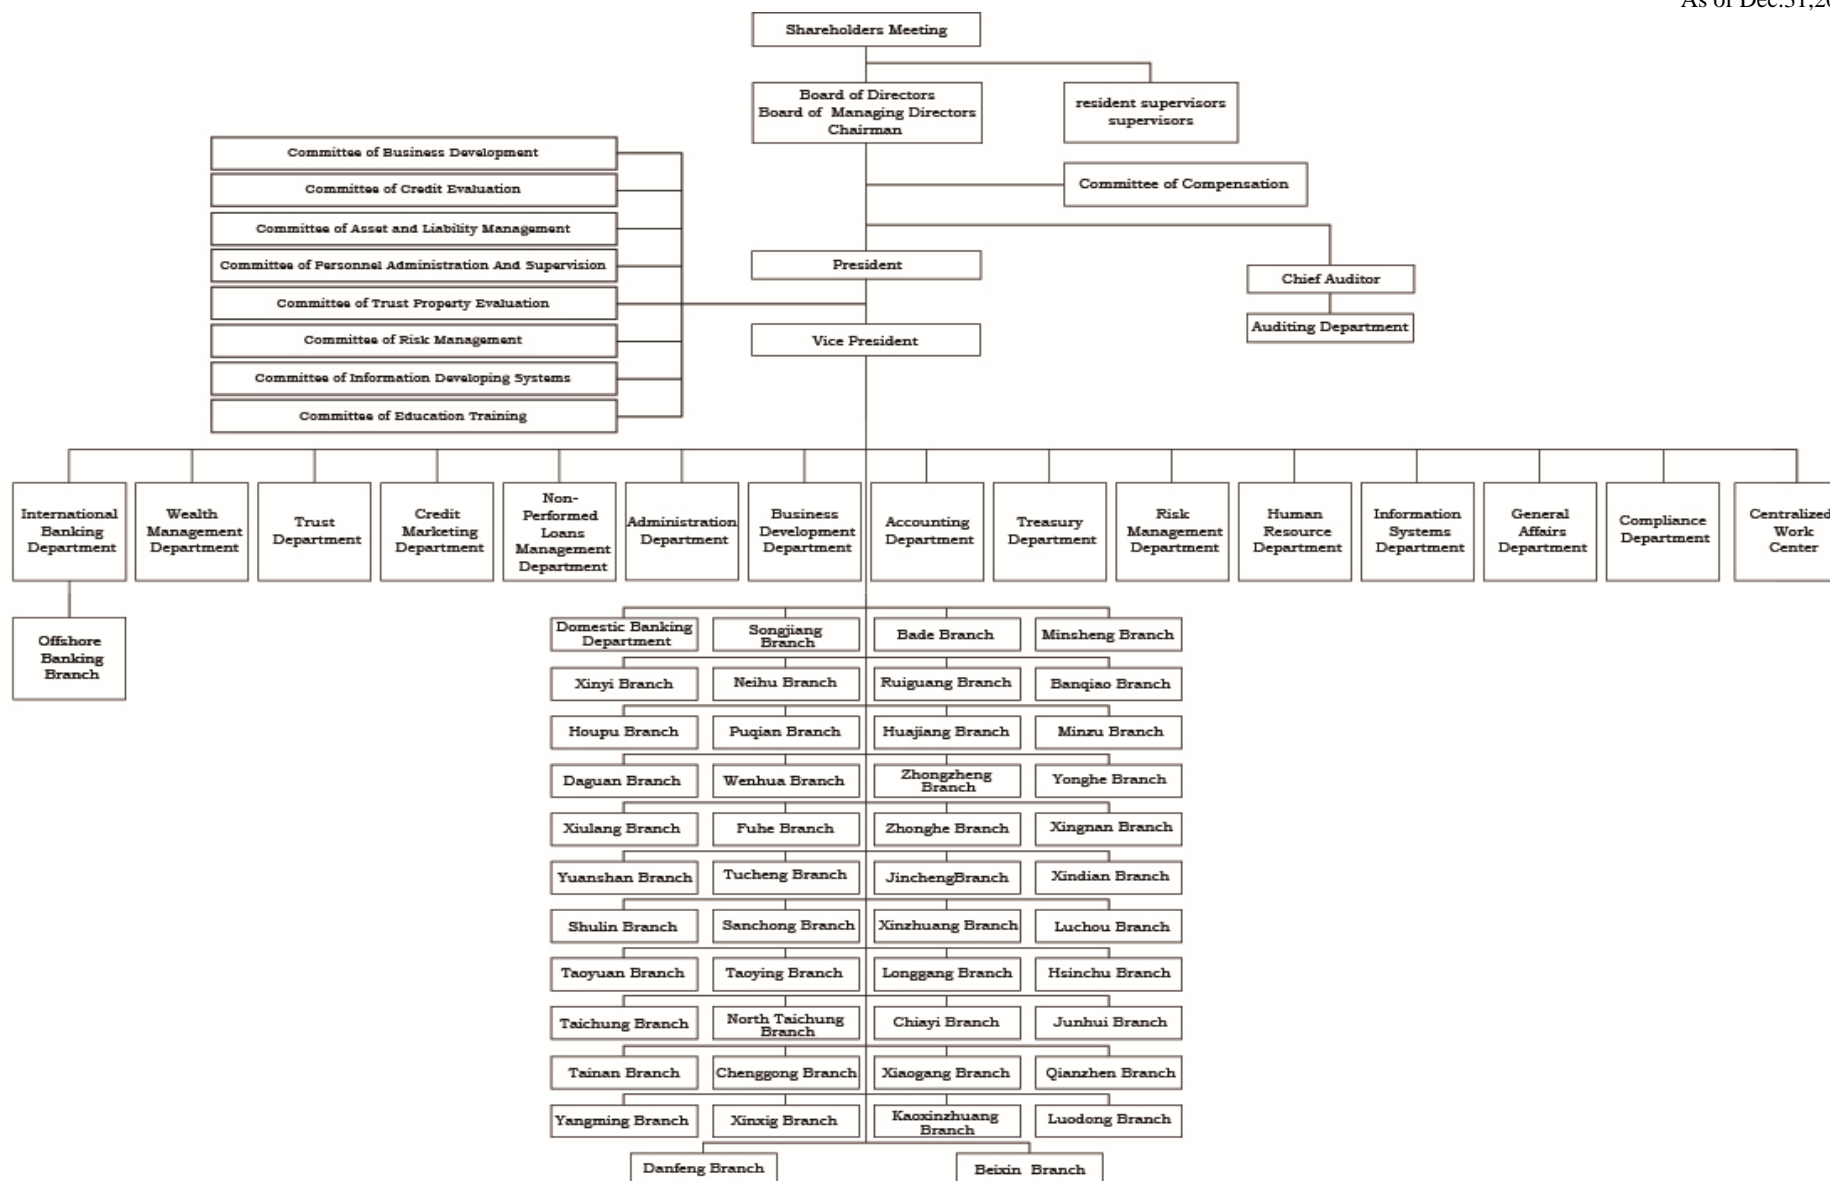 As of Dec.31,20
Shareholders Meeting
Board of Directors
Board of Managing Directors
Chairman
resident supervisors
supervisors
Committee of Business Development
Committee of Credit Evaluation
Committee of Asset and Liability Management
Committee of Personnel Administration And Supervision
Committee of Trust Property Evaluation
Committee of Risk Management
Committee of Information Developing Systems
Committee of Education Training
Committee of Compensation
President
Chief Auditor
Auditing Department
Vice President
International
Banking
Department
Wealth
Management
Department
Trust
Department
Credit
Marketing
Department
Non-
Performed
Loans
Management
Department
Administration
Department
Business
Development
Department
Accounting
Department
Treasury
Department
Risk
Management
Department
Human
Resource
Department
Information
Systems
Department
General
Affairs
Department
Compliance
Department
Centralized
Work
Center
Offshore
Banking
Branch
Domestic Banking
Department
Songjiang
Branch
Bade Branch
Minsheng Branch
Xinyi Branch
Neihu Branch
Ruiguang Branch
Banqiao Branch
Houpu Branch
Puqian Branch
Huajiang Branch
Minzu Branch
Daguan Branch
Wenhua Branch
Zhongzheng
Branch
Yonghe Branch
Xiulang Branch
Fuhe Branch
Zhonghe Branch
Xingnan Branch
Yuanshan Branch
Tucheng Branch
JinchengBranch
Xindian Branch
Shulin Branch
Sanchong Branch
Xinzhuang Branch
Luchou Branch
Taoyuan Branch
Taoying Branch
Longgang Branch
Hsinchu Branch
Taichung Branch
North Taichung
Branch
Chiayi Branch
Junhui Branch
Tainan Branch
Chenggong Branch
Xiaogang Branch
Qianzhen Branch
Yangming Branch
Xinxig Branch
Kaoxinzhuang
Branch
Luodong Branch
Danfeng Branch
Beixin Branch